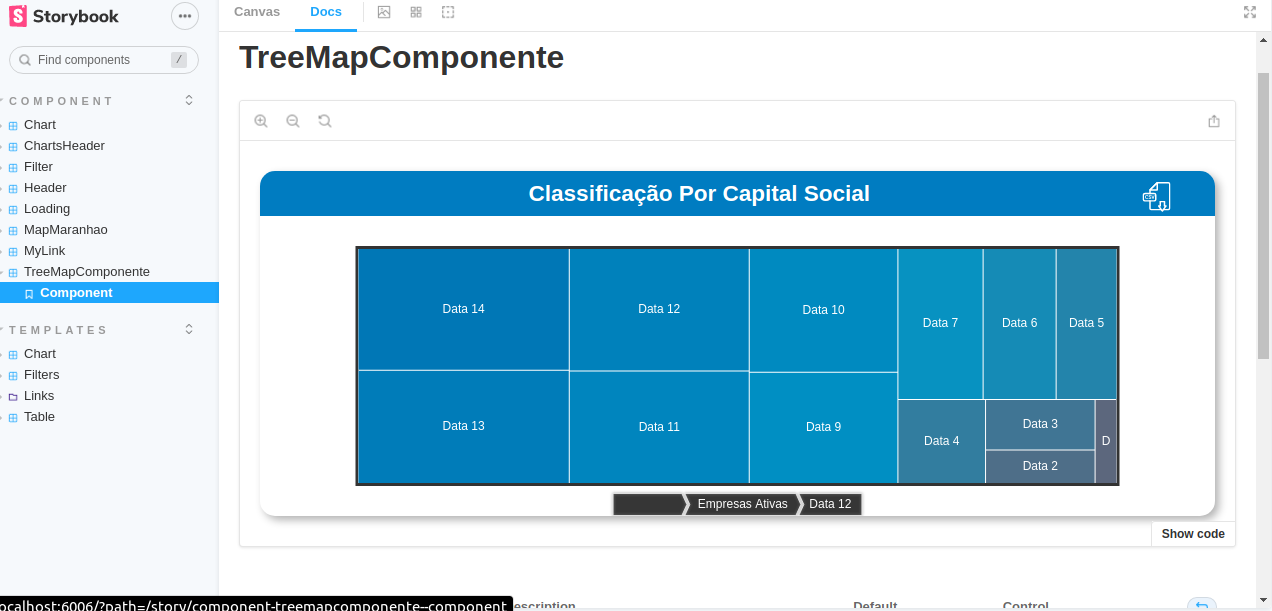 Storybook
Find components
/
COMPONENT
Chart
ChartsHeader
Filter
Header
Loading
MapMaranhao
MyLink
TreeMapComponente
Component
TEMPLATES
Chart
Filters
Links
Table
Canvas
Docs
TreeMapComponente
Classificação Por Capital Social
CSV
Data 14
Data 12
Data 10
Data 7
Data 6
Data 5
Data 13
Data 11
Data 9
Data 4
Data 3
Data 2
D
Empresas Ativas
Data 12
Show code
escription
Default
Control
ocalhost:6006/?path=/story/component-treemapcomponente--component